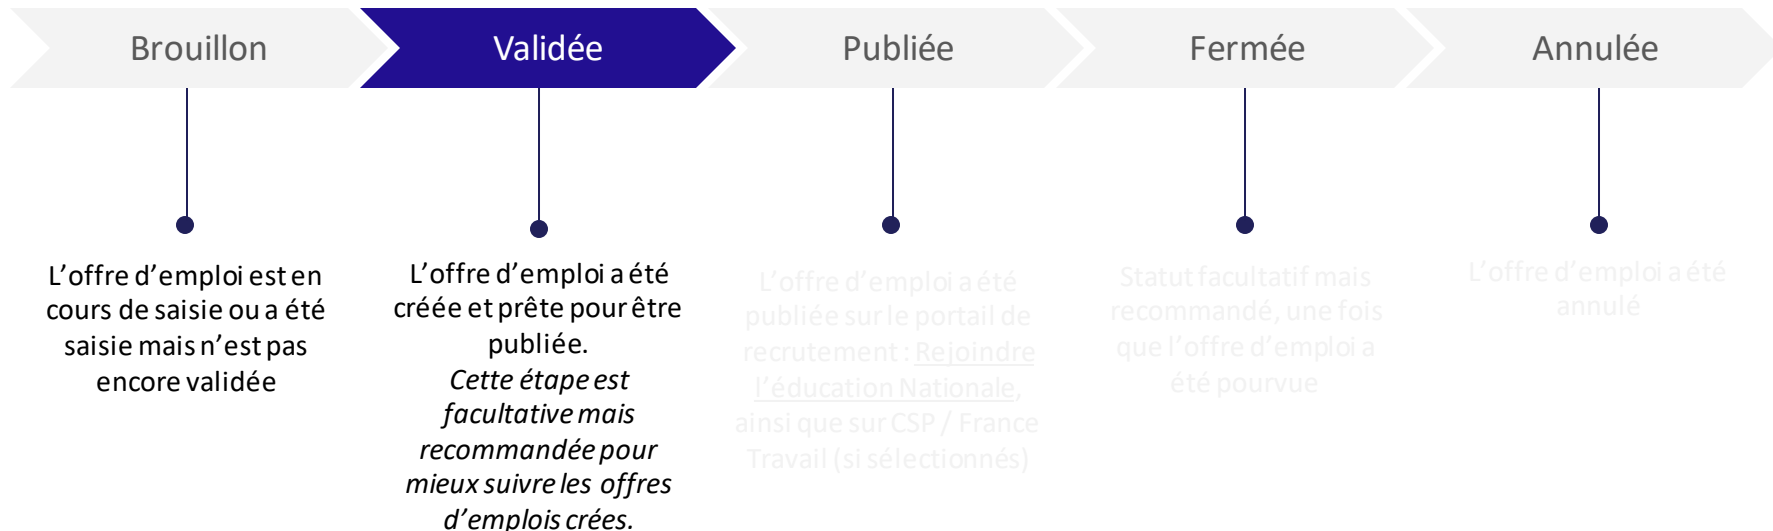 Brouillon
Validée
Publiée
Fermée
Annulée
L’offre d’emploi est en
cours de saisie ou a été
saisie mais n’est pas
encore validée
L’offre d’emploi a été
créée et prête pour être
publiée.
Cette étape est
facultative mais
recommandée pour
mieux suivre les offres
d’emplois crées.
L’offre d’emploi a été
publiée sur le portail de
recrutement : Rejoindre
l’éducation Nationale,
ainsi que sur CSP / France
Travail (si sélectionnés)
Statut facultatif mais
recommandé, une fois
que l’offre d’emploi a
été pourvue
L’offre d’emploi a été
annulé